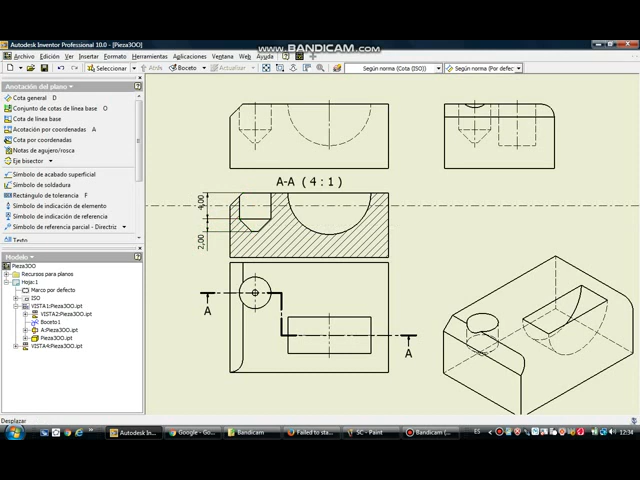 WWW.BANDICAM.COM
Autodesk Inventor Professional 10.0 - [Pieza3OO]
Archivo Edición Ver Insertar Formato Herramientas Aplicaciones Ventana Web Ayuda
Seleccionar Boceto Actualizar Según norma (Cota (ISO)) Según norma (Por defec
Anotación del plano
Cota general D
Conjunto de cotas de línea base O
Cota de línea base
Acotación por coordenadas A
Cota por coordenadas
Notas de agujero/rosca
Eje bisector
Símbolo de acabado superficial
Símbolo de soldadura
Rectángulo de tolerancia F
Símbolo de indicación de elemento
Símbolo de indicación de referencia
Símbolo de referencia parcial - Directriz
Texto
Modelo
Pieza3OO
Recursos para planos
Hoja:1
Marco por defecto
ISO
VISTA1:Pieza3OO.ipt
VISTA2:Pieza3OO.ipt
Boceto1
A:Pieza3OO.ipt
Pieza3OO.ipt
VISTA4:Pieza3OO.ipt
A-A ( 4 : 1 )
4,00
2,00
A
A
Desplazar
Autodesk In... Google - Go... Bandicam Failed to sta... SC - Paint Bandicam (... ES 12:34